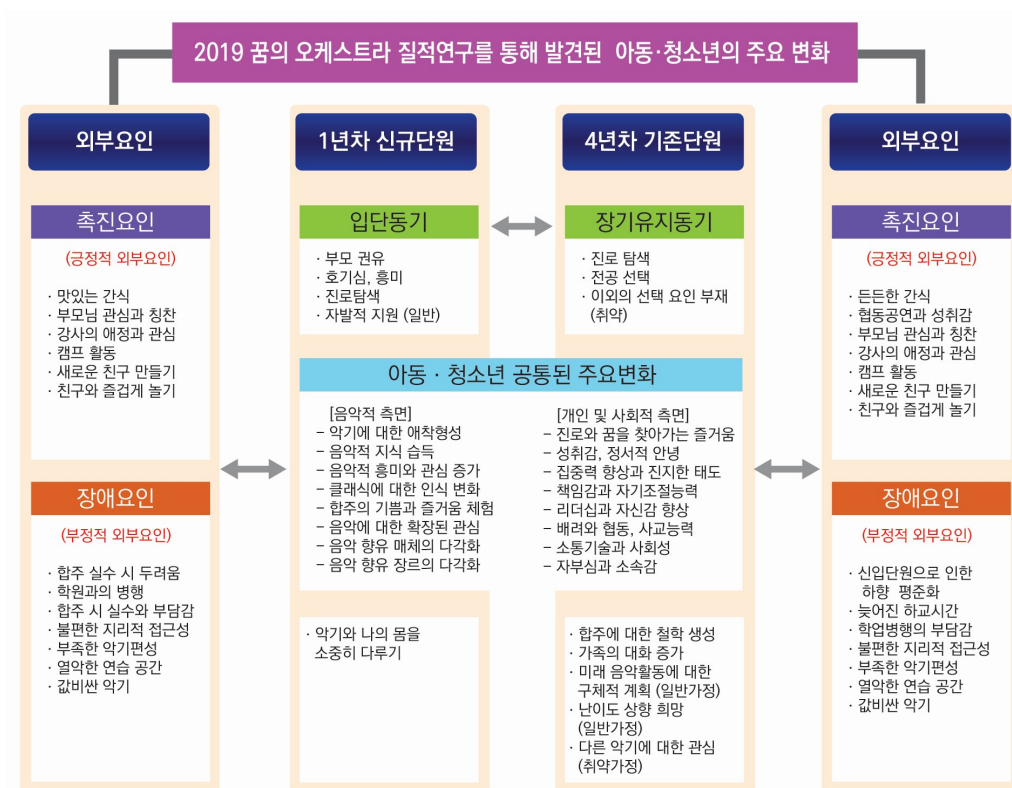 2019 꿈의 오케스트라 질적연구를 통해 발견된 아동·청소년의 주요 변화
외부요인
촉진요인
(긍정적 외부요인)
· 맛있는 간식
· 부모님 관심과 칭찬
· 강사의 애정과 관심
· 캠프 활동
· 새로운 친구 만들기
· 친구와 즐겁게 놀기
장애요인
(부정적 외부요인)
· 합주 실수 시 두려움
· 학원과의 병행
· 합주 시 실수와 부담감
· 불편한 지리적 접근성
· 부족한 악기편성
· 열악한 연습 공간
· 값비싼 악기
1년차 신규단원
입단동기
· 부모 권유
· 호기심, 흥미
· 진로탐색
· 자발적 지원 (일반)
4년차 기존단원
장기유지동기
· 진로 탐색
· 전공 선택
· 이외의 선택 요인 부재
(취약)
아동 · 청소년 공통된 주요변화
[음악적 측면]
– 악기에 대한 애착형성
– 음악적 지식 습득
– 음악적 흥미와 관심 증가
– 클래식에 대한 인식 변화
– 합주의 기쁨과 즐거움 체험
– 음악에 대한 확장된 관심
– 음악 향유 매체의 다각화
– 음악 향유 장르의 다각화
[개인 및 사회적 측면]
– 진로와 꿈을 찾아가는 즐거움
– 성취감, 정서적 안녕
– 집중력 향상과 진지한 태도
– 책임감과 자기조절능력
– 리더십과 자신감 향상
– 배려와 협동, 사교능력
– 소통기술과 사회성
– 자부심과 소속감
· 악기와 나의 몸을
소중히 다루기
· 합주에 대한 철학 생성
· 가족의 대화 증가
· 미래 음악활동에 대한
구체적 계획 (일반가정)
· 난이도 상향 희망
(일반가정)
· 다른 악기에 대한 관심
(취약가정)
외부요인
촉진요인
(긍정적 외부요인)
· 든든한 간식
· 협동공연과 성취감
· 부모님 관심과 칭찬
· 강사의 애정과 관심
· 캠프 활동
· 새로운 친구 만들기
· 친구와 즐겁게 놀기
장애요인
(부정적 외부요인)
· 신입단원으로 인한
하향 평준화
· 늦어진 하교시간
· 학업병행의 부담감
· 불편한 지리적 접근성
· 부족한 악기편성
· 열악한 연습 공간
· 값비싼 악기